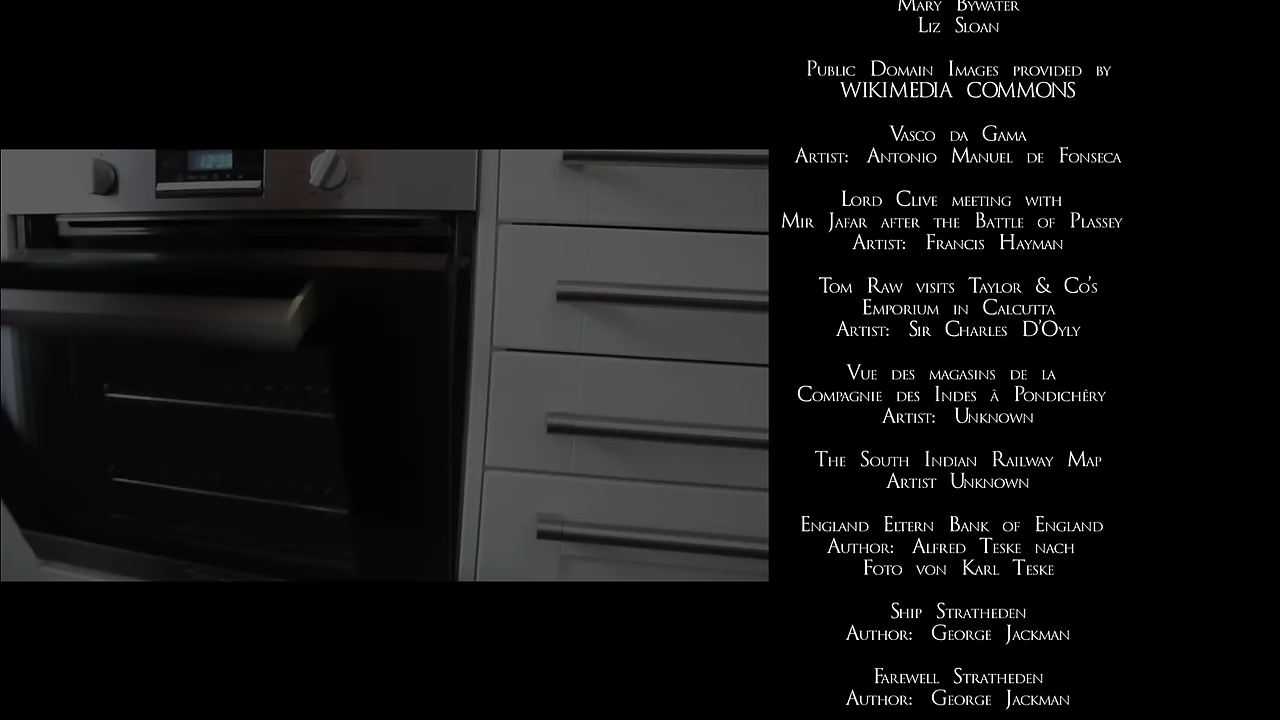 Mary Bywater
Liz Sloan
Public Domain Images provided by
WIKIMEDIA COMMONS
Vasco da Gama
Artist: Antonio Manuel de Fonseca
Lord Clive meeting with
Mir Jafar after the Battle of Plassey
Artist: Francis Hayman
Tom Raw visits Taylor & Co's
Emporium in Calcutta
Artist: Sir Charles D'Oyly
Vue des magasins de la
Compagnie des Indes à Pondichêry
Artist: Unknown
The South Indian Railway Map
Artist Unknown
England Eltern Bank of England
Author: Alfred Teske nach
Foto von Karl Teske
Ship Stratheden
Author: George Jackman
Farewell Stratheden
Author: George Jackman